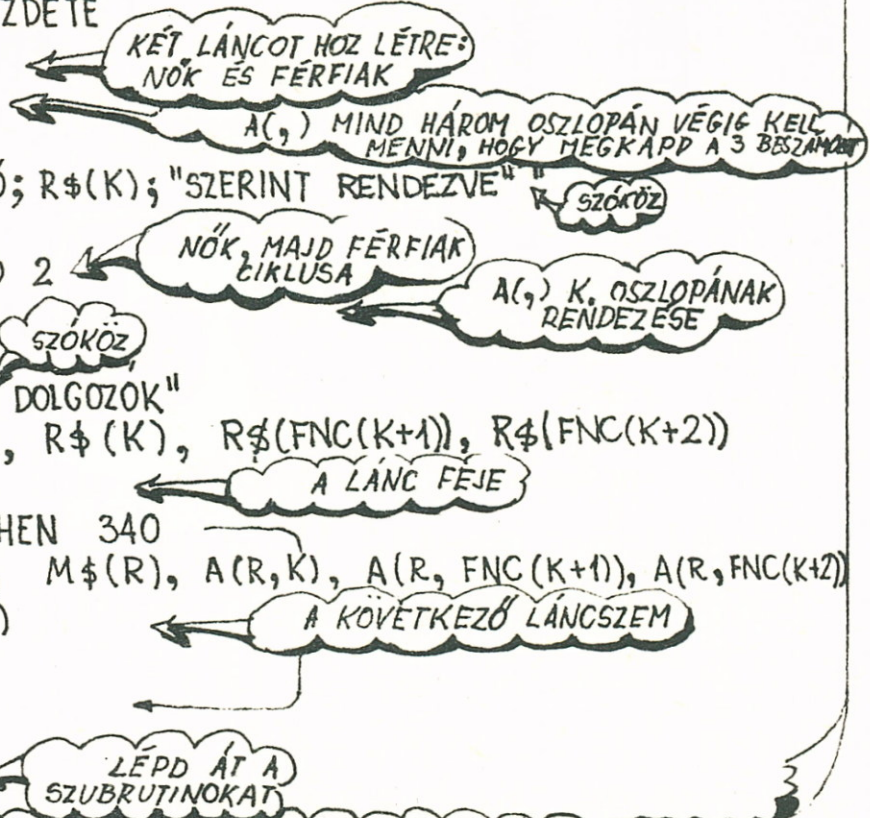 ZDETE
KÉT LÁNCOT HOZ LÉTRE:
NŐK ÉS FÉRFIAK
A(,) MIND HÁROM OSZLOPÁN VÉGIG KELL
MENNI, HOGY MEGKAPD A 3 BESZÁMOLÓT
; R$(K); "SZERINT RENDEZVE" "
SZÓKÖZ
NŐK, MAJD FÉRFIAK
CIKLUSA
2
A(,) K. OSZLOPÁNAK
RENDEZÉSE
SZÓKÖZ
DOLGOZÓK"
, R$(K), R$(FNC(K+1)), R$(FNC(K+2))
A LÁNC FEJE
HEN 340
M$(R), A(R,K), A(R, FNC(K+1)), A(R,FNC(K+2))
)
A KÖVETKEZŐ LÁNCSZEM
LÉPD ÁT A
SZUBRUTINOKAT